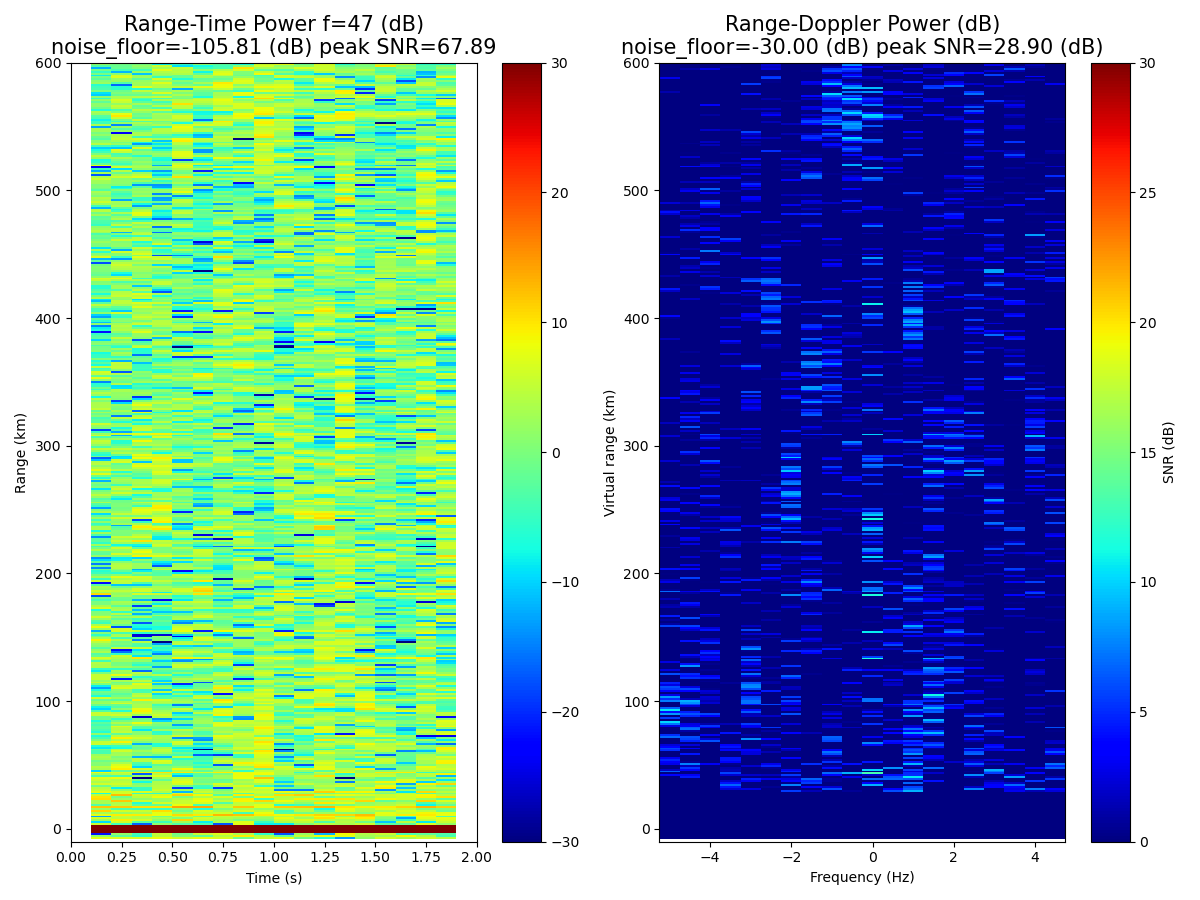 Range-Time Power f=47 (dB)
noise_floor=-105.81 (dB) peak SNR=67.89
600
500
400
300
200
100
0
Range (km)
0.00 0.25 0.50 0.75 1.00 1.25 1.50 1.75 2.00
Time (s)
30
20
10
0
−10
−20
−30
Range-Doppler Power (dB)
noise_floor=-30.00 (dB) peak SNR=28.90 (dB)
600
500
400
300
200
100
0
Virtual range (km)
−4 −2 0 2 4
Frequency (Hz)
30
25
20
15
10
5
0
SNR (dB)